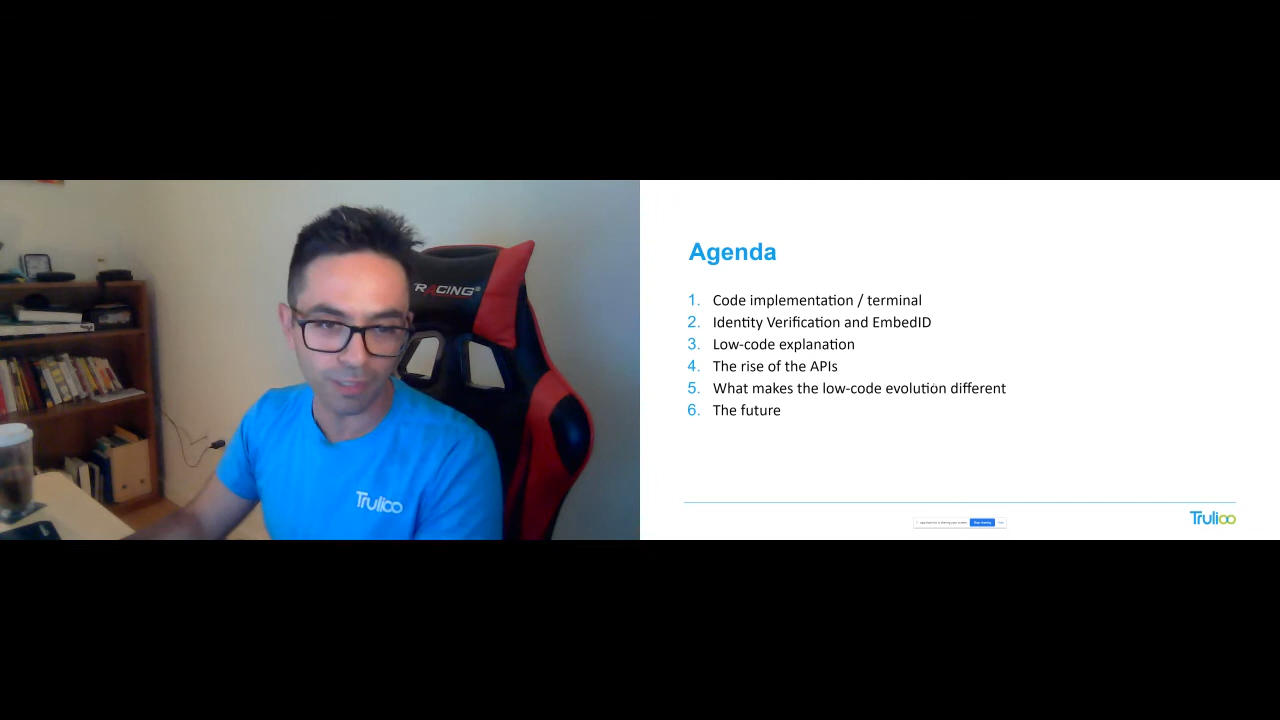 RACING®
Trulioo
Agenda
1. Code implementation / terminal
2. Identity Verification and EmbedID
3. Low-code explanation
4. The rise of the APIs
5. What makes the low-code evolution different
6. The future
Trulioo